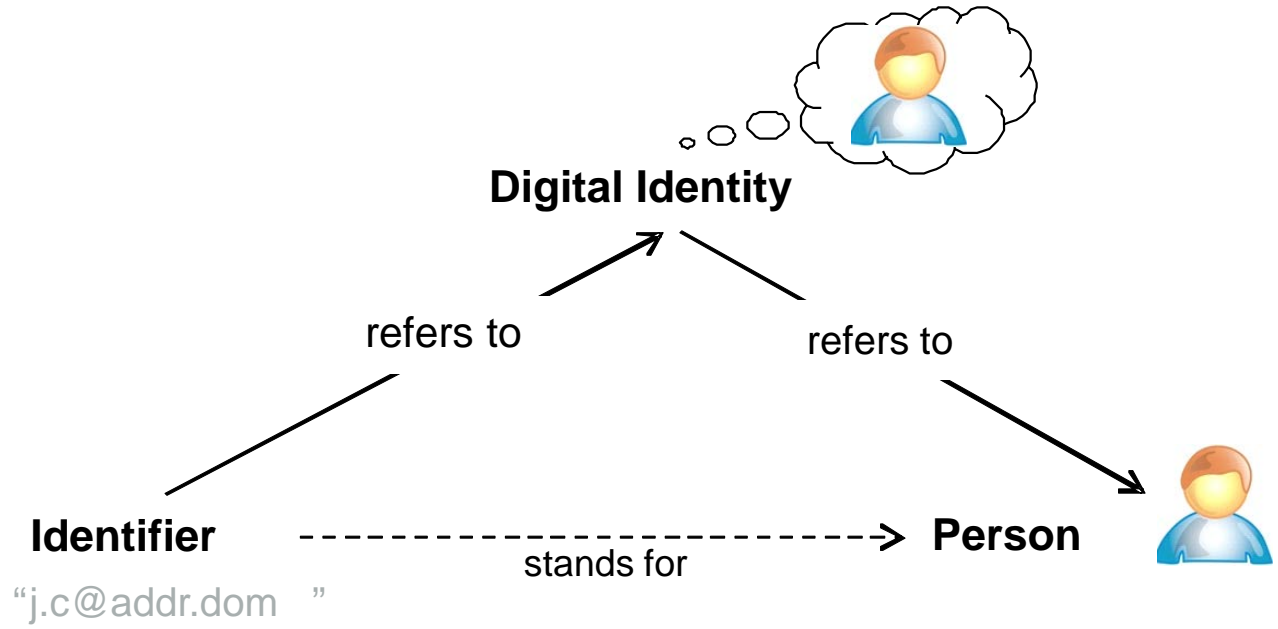 Digital Identity
refers to
refers to
Identifier
Person
stands for
“j.c@addr.dom ”